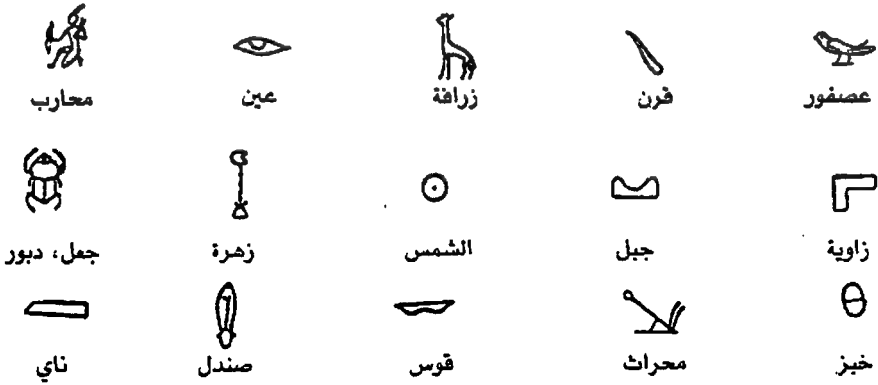 عصفور قرن زرافة عين محارب
زاوية جبل الشمس زهرة جعل، دبور
خبز محراث قوس صندل ناي